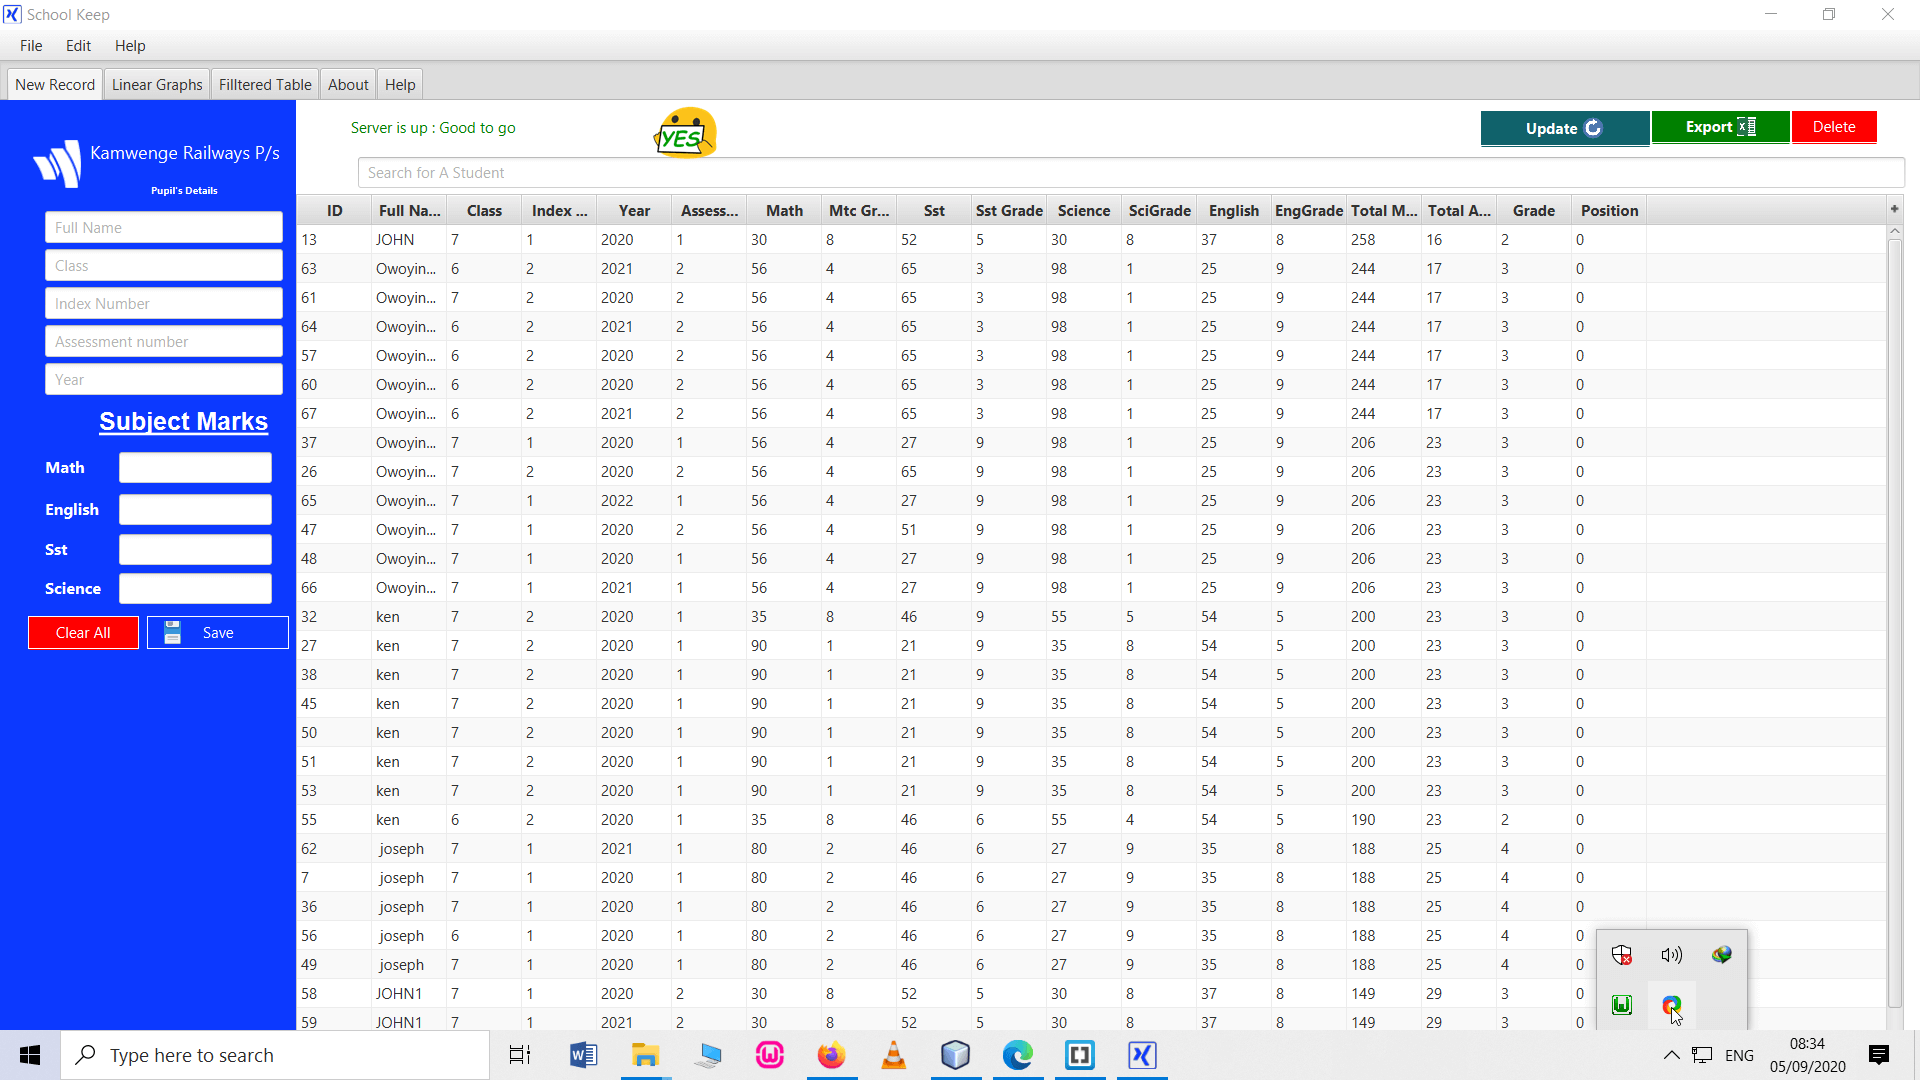 School Keep
File Edit Help
New Record Linear Graphs Filltered Table About Help
Kamwenge Railways P/s
Pupil's Details
Full Name
Class
Index Number
Assessment number
Year
Subject Marks
Math
English
Sst
Science
Clear All Save
Server is up : Good to go
YES
Update Export Delete
Search for A Student
ID Full Na... Class Index ... Year Assess... Math Mtc Gr... Sst Sst Grade Science SciGrade English EngGrade Total M... Total A... Grade Position
13 JOHN 7 1 2020 1 30 8 52 5 30 8 37 8 258 16 2 0
63 Owoyin... 6 2 2021 2 56 4 65 3 98 1 25 9 244 17 3 0
61 Owoyin... 7 2 2020 2 56 4 65 3 98 1 25 9 244 17 3 0
64 Owoyin... 6 2 2021 2 56 4 65 3 98 1 25 9 244 17 3 0
57 Owoyin... 6 2 2020 2 56 4 65 3 98 1 25 9 244 17 3 0
60 Owoyin... 6 2 2020 2 56 4 65 3 98 1 25 9 244 17 3 0
67 Owoyin... 6 2 2021 2 56 4 65 3 98 1 25 9 244 17 3 0
37 Owoyin... 7 1 2020 1 56 4 27 9 98 1 25 9 206 23 3 0
26 Owoyin... 7 2 2020 2 56 4 65 9 98 1 25 9 206 23 3 0
65 Owoyin... 7 1 2022 1 56 4 27 9 98 1 25 9 206 23 3 0
47 Owoyin... 7 1 2020 2 56 4 51 9 98 1 25 9 206 23 3 0
48 Owoyin... 7 1 2020 1 56 4 27 9 98 1 25 9 206 23 3 0
66 Owoyin... 7 1 2021 1 56 4 27 9 98 1 25 9 206 23 3 0
32 ken 7 2 2020 1 35 8 46 9 55 5 54 5 200 23 3 0
27 ken 7 2 2020 1 90 1 21 9 35 8 54 5 200 23 3 0
38 ken 7 2 2020 1 90 1 21 9 35 8 54 5 200 23 3 0
45 ken 7 2 2020 1 90 1 21 9 35 8 54 5 200 23 3 0
50 ken 7 2 2020 1 90 1 21 9 35 8 54 5 200 23 3 0
51 ken 7 2 2020 1 90 1 21 9 35 8 54 5 200 23 3 0
53 ken 7 2 2020 1 90 1 21 9 35 8 54 5 200 23 3 0
55 ken 6 2 2020 1 35 8 46 6 55 4 54 5 190 23 2 0
62 joseph 7 1 2021 1 80 2 46 6 27 9 35 8 188 25 4 0
7 joseph 7 1 2020 1 80 2 46 6 27 9 35 8 188 25 4 0
36 joseph 7 1 2020 1 80 2 46 6 27 9 35 8 188 25 4 0
56 joseph 6 1 2020 1 80 2 46 6 27 9 35 8 188 25 4 0
49 joseph 7 1 2020 1 80 2 46 6 27 9 35 8 188 25 4 0
58 JOHN1 7 1 2020 2 30 8 52 5 30 8 37 8 149 29 3 0
59 JOHN1 7 1 2021 2 30 8 52 5 30 8 37 8 149 29 3 0
Type here to search
ENG
08:34
05/09/2020